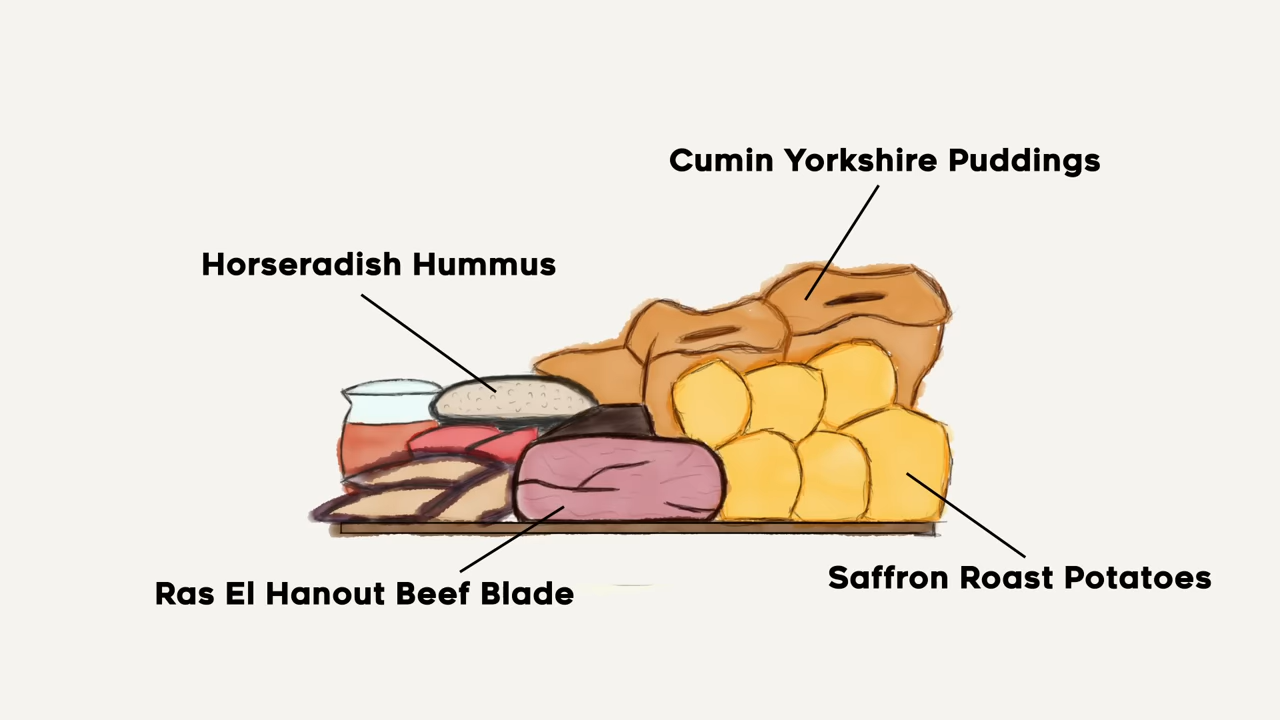 Cumin Yorkshire Puddings
Horseradish Hummus
Saffron Roast Potatoes
Ras El Hanout Beef Blade